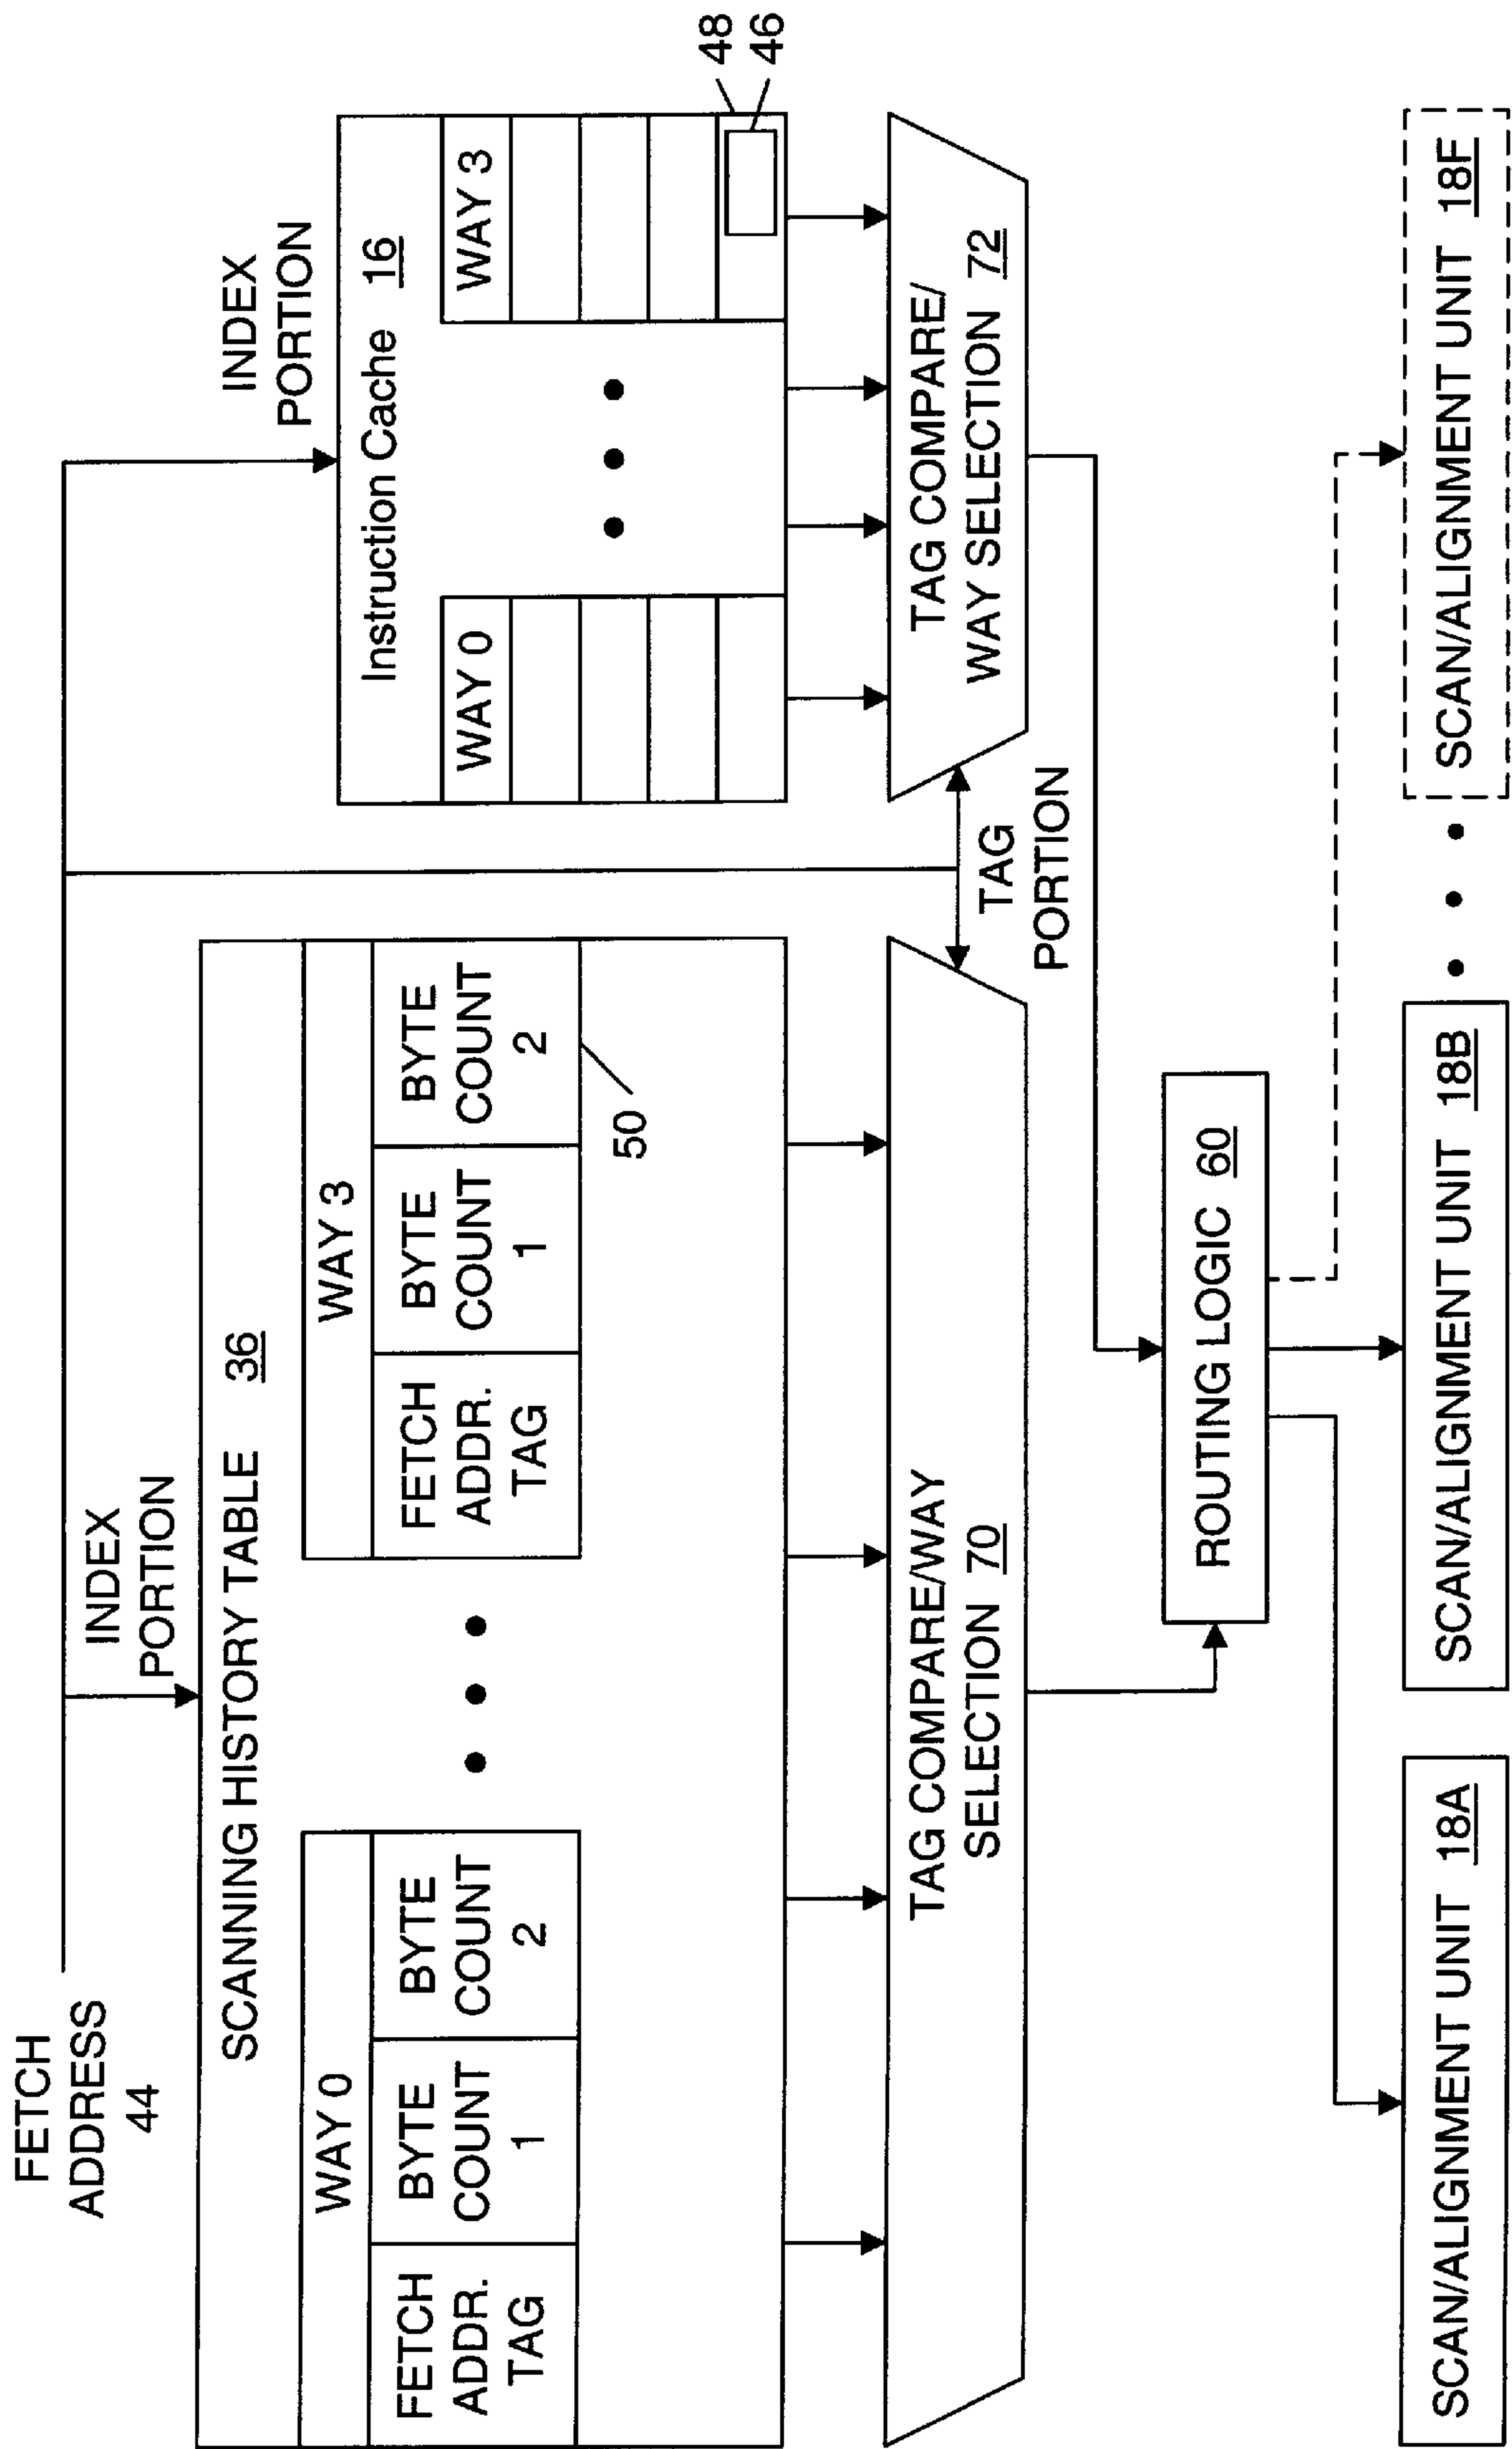 FETCH
ADDRESS
44
INDEX
PORTION
INDEX
PORTION
SCANNING HISTORY TABLE 36
WAY 0
FETCH
ADDR.
TAG
BYTE
COUNT
1
BYTE
COUNT
2
WAY 3
FETCH
ADDR.
TAG
BYTE
COUNT
1
BYTE
COUNT
2
50
Instruction Cache 16
WAY 0
WAY 3
48
46
TAG COMPARE/WAY
SELECTION 70
TAG
PORTION
TAG COMPARE/
WAY SELECTION 72
ROUTING LOGIC 60
SCAN/ALIGNMENT UNIT 18A
SCAN/ALIGNMENT UNIT 18B
SCAN/ALIGNMENT UNIT 18F